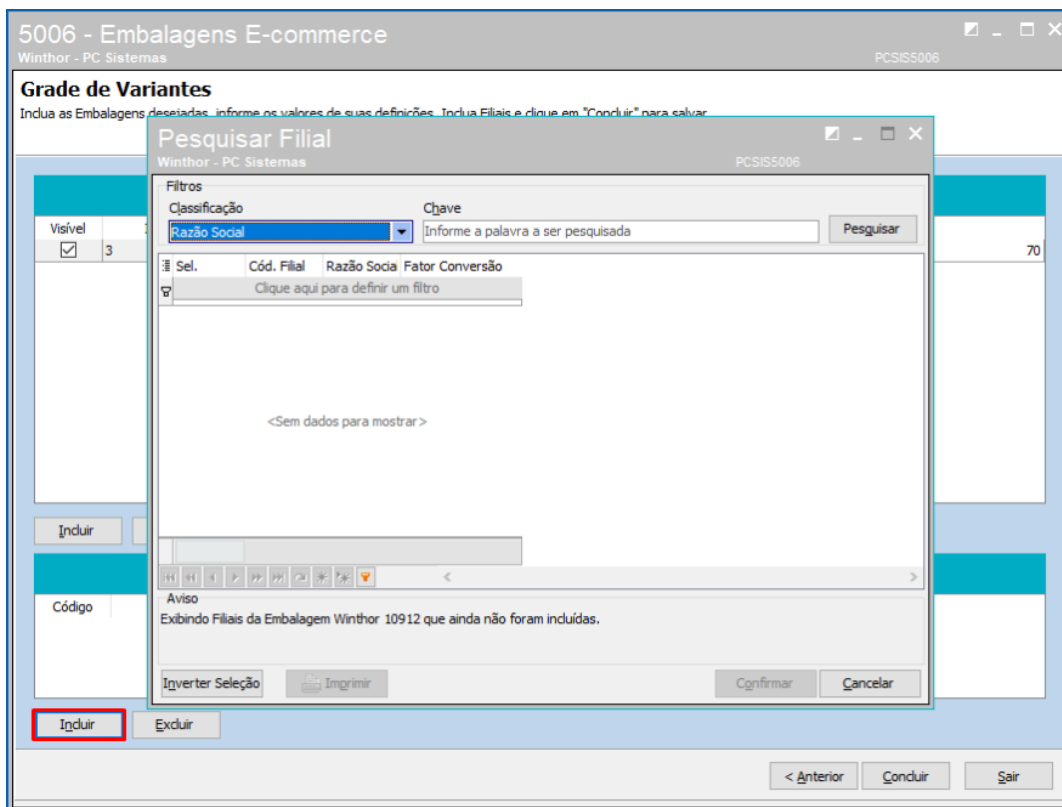 5006 - Embalagens E-commerce
Winthor - PC Sistemas PCSIS5006
Grade de Variantes
Inclua as Embalagens desejadas, informe os valores de suas definições. Inclua Filiais e clique em "Concluir" para salvar.
Pesquisar Filial
Winthor - PC Sistemas PCSIS5006
Filtros
Classificação Chave
Razão Social Informe a palavra a ser pesquisada Pesquisar
Visível
3 70
Sel. Cód. Filial Razão Socia Fator Conversão
Clique aqui para definir um filtro
<Sem dados para mostrar>
Incluir
Código
Aviso
Exibindo Filiais da Embalagem Winthor 10912 que ainda não foram incluídas.
Inverter Seleção Imprimir Confirmar Cancelar
Incluir Excluir
< Anterior Concluir Sair